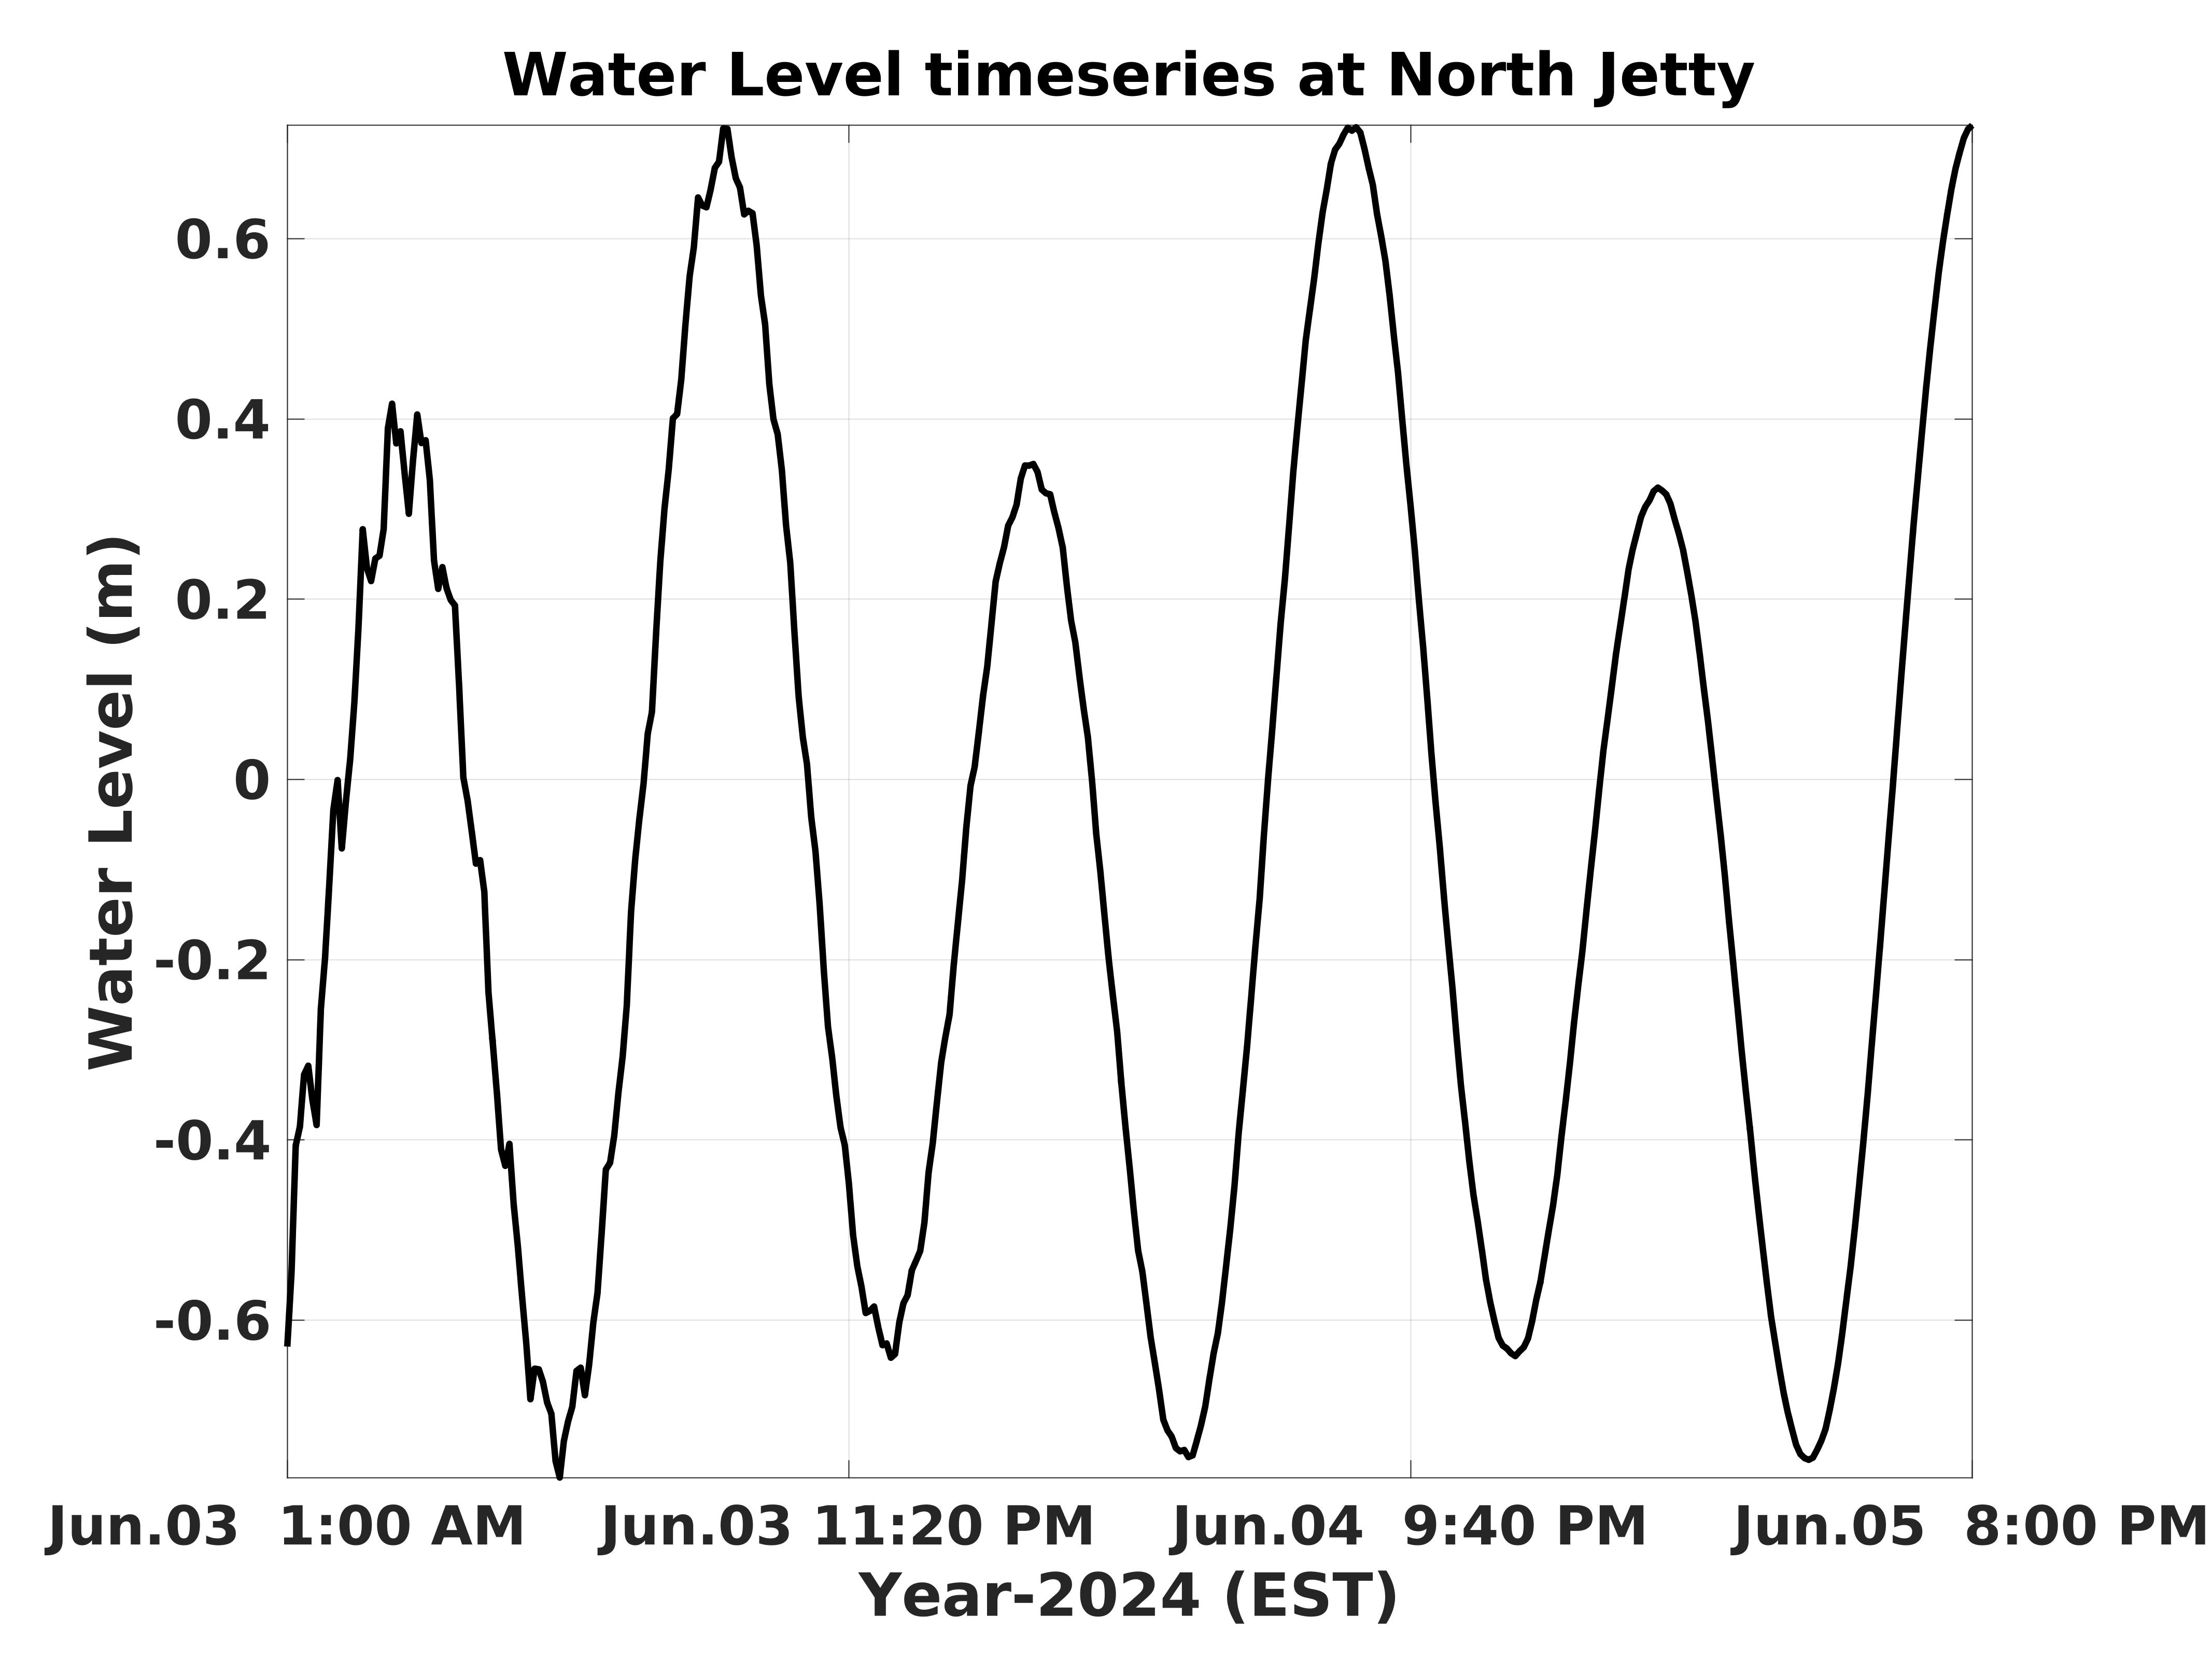 Water Level timeseries at North Jetty
Water Level (m)
0.6
0.4
0.2
0
-0.2
-0.4
-0.6
Jun.03 1:00 AM Jun.03 11:20 PM Jun.04 9:40 PM Jun.05 8:00 PM
Year-2024 (EST)